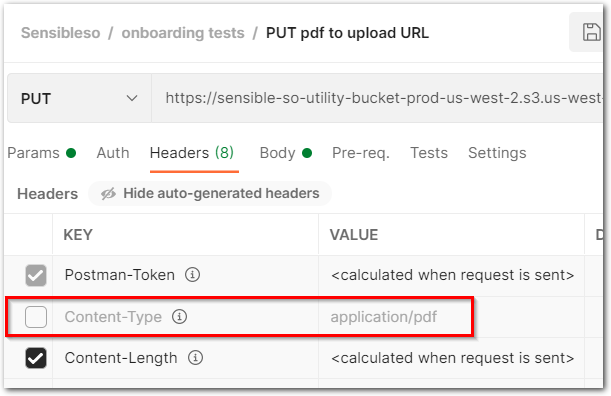 Sensibleso / onboarding tests / PUT pdf to upload URL
PUT https://sensible-so-utility-bucket-prod-us-west-2.s3.us-west-
Params Auth Headers (8) Body Pre-req. Tests Settings
Headers Hide auto-generated headers
KEY VALUE D
Postman-Token <calculated when request is sent>
Content-Type application/pdf
Content-Length <calculated when request is sent>